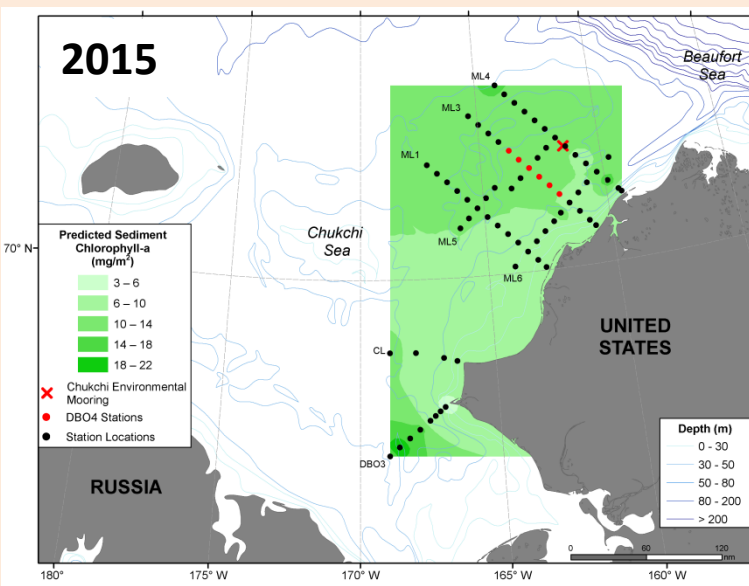 2015
Beaufort
Sea
ML4
ML3
ML1
Chukchi
Sea
ML5
ML6
70° N
Predicted Sediment
Chlorophyll-a
(mg/m²)
3 – 6
6 – 10
10 – 14
14 – 18
18 – 22
Chukchi Environmental
Mooring
DBO4 Stations
Station Locations
UNITED
STATES
CL
DBO3
RUSSIA
Depth (m)
0 - 30
30 - 50
50 - 80
80 - 200
> 200
0 60 120
nm
180°
175° W
170° W
165° W
160° W